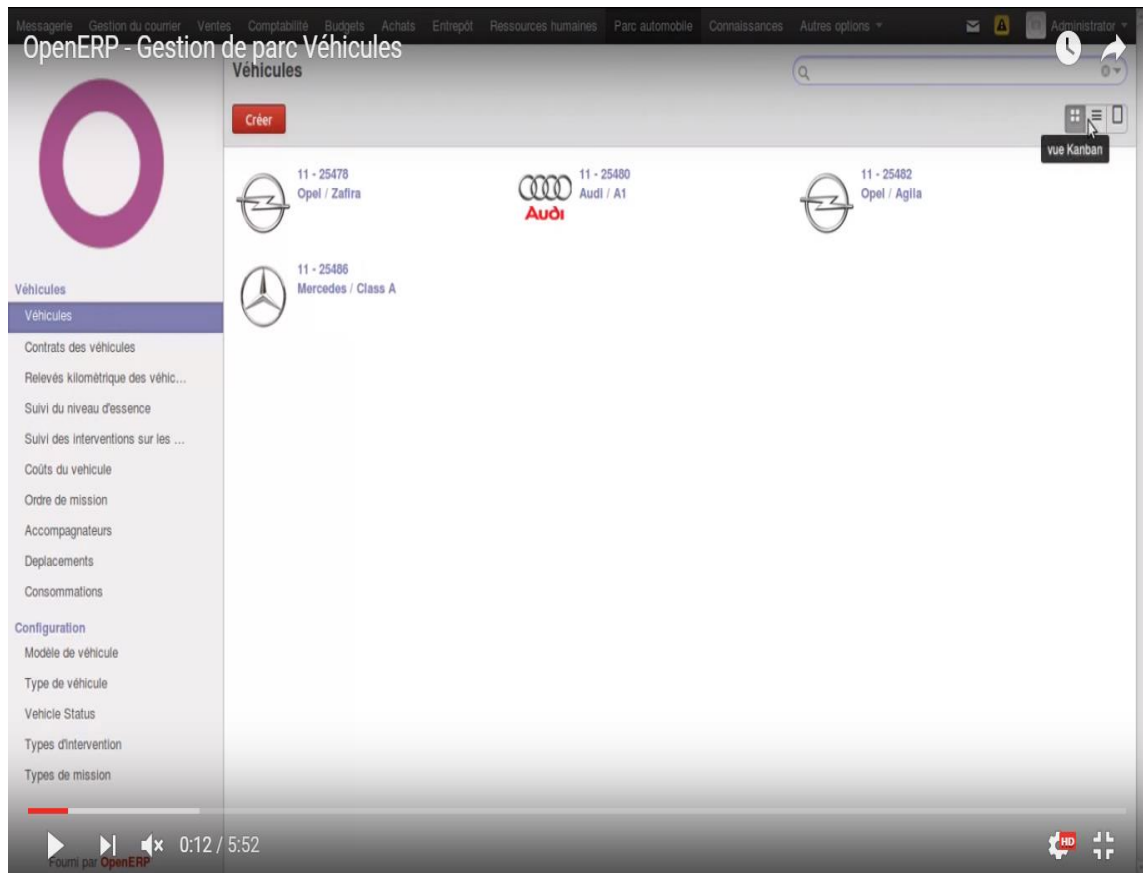 Messagerie Gestion du courrier Ventes Comptabilité Budgets Achats Entrepôt Ressources humaines Parc automobile Connaissances Autres options Administrator
OpenERP - Gestion de parc Véhicules
Véhicules
Créer
vue Kanban
11 - 25478
Opel / Zafira
11 - 25480
Audi / A1
Audi
11 - 25482
Opel / Agila
11 - 25486
Mercedes / Class A
Véhicules
Véhicules
Contrats des véhicules
Relevés kilomètrique des véhic...
Suivi du niveau d'essence
Suivi des interventions sur les ...
Coûts du vehicule
Ordre de mission
Accompagnateurs
Deplacements
Consommations
Configuration
Modèle de véhicule
Type de véhicule
Vehicle Status
Types d'intervention
Types de mission
0:12 / 5:52
HD
Fourni par OpenERP